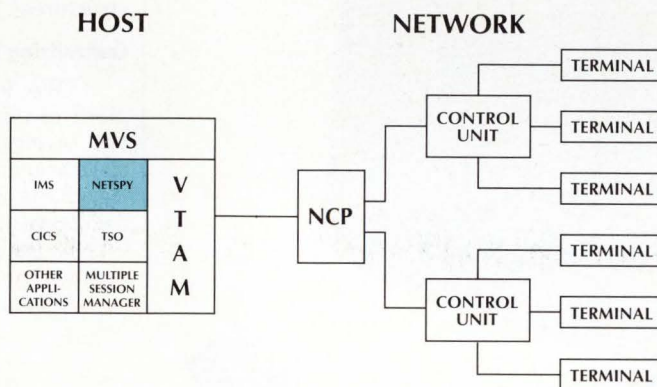 HOST
NETWORK
MVS
IMS
NETSPY
CICS
TSO
OTHER
APPLI-
CATIONS
MULTIPLE
SESSION
MANAGER
V
T
A
M
NCP
CONTROL
UNIT
TERMINAL
TERMINAL
TERMINAL
CONTROL
UNIT
TERMINAL
TERMINAL
TERMINAL